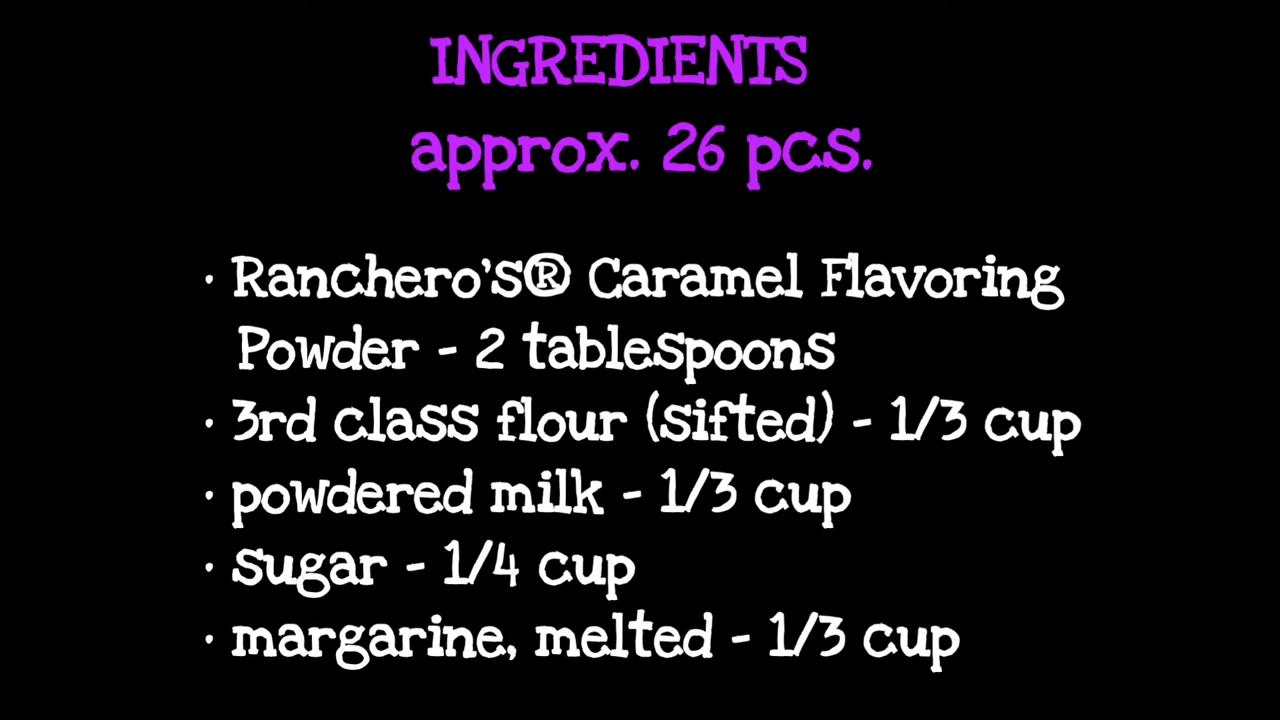 INGREDIENTS
approx. 26 pcs.
• Ranchero's® Caramel Flavoring
Powder - 2 tablespoons
• 3rd class flour (sifted) - 1/3 cup
• powdered milk - 1/3 cup
• sugar - 1/4 cup
• margarine, melted - 1/3 cup